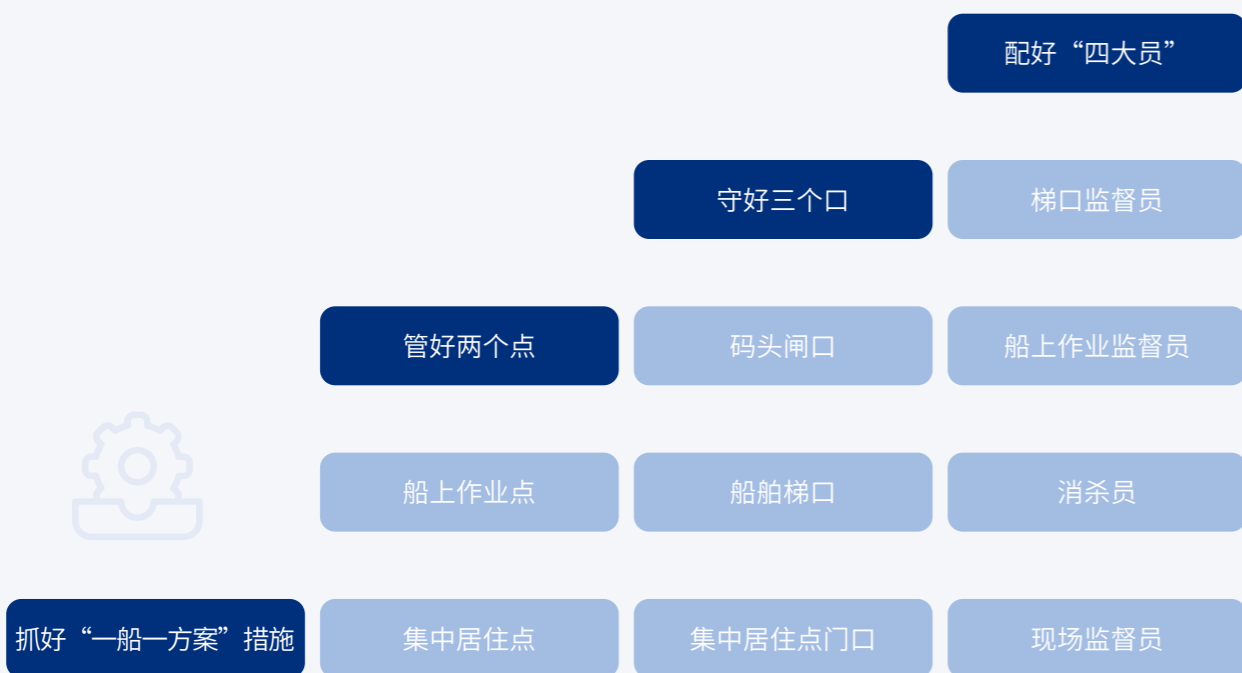 配好“四大员”
守好三个口
梯口监督员
管好两个点
码头闸口
船上作业监督员
船上作业点
船舶梯口
消杀员
抓好“一船一方案”措施
集中居住点
集中居住点门口
现场监督员